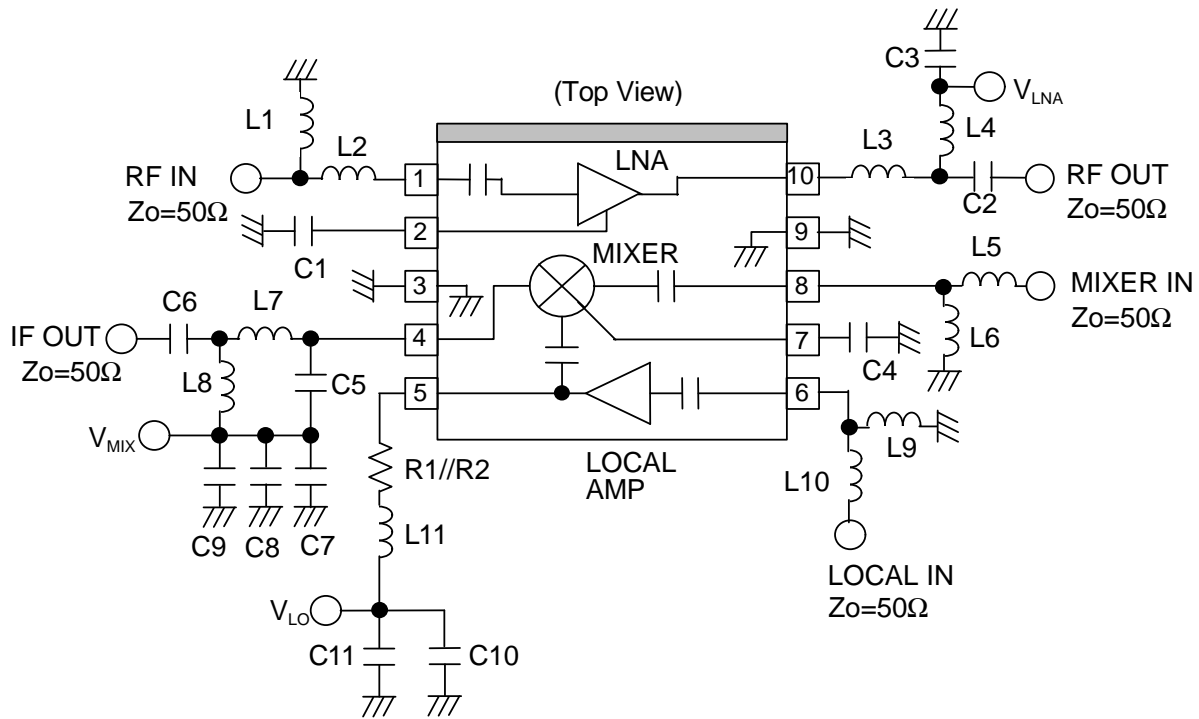 C3
(Top View)
V_LNA
L1
L2
L3
L4
LNA
RF IN
Zo=50Ω
1
10
RF OUT
Zo=50Ω
C2
2
9
C1
MIXER
L5
3
8
MIXER IN
Zo=50Ω
C6
L7
IF OUT
Zo=50Ω
4
7
C4
L6
L8
C5
5
6
V_MIX
L9
R1//R2
LOCAL
AMP
L10
C9
C8
C7
L11
LOCAL IN
Zo=50Ω
V_LO
C11
C10